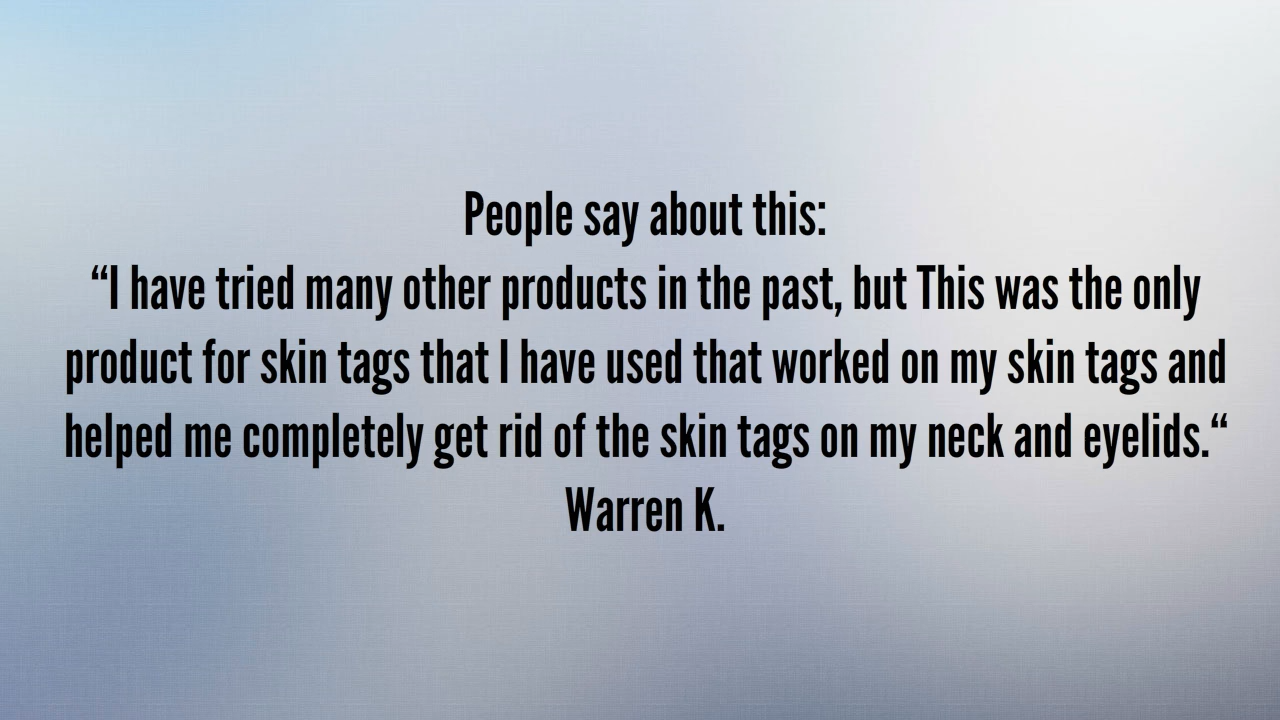 People say about this:
“I have tried many other products in the past, but This was the only
product for skin tags that I have used that worked on my skin tags and
helped me completely get rid of the skin tags on my neck and eyelids.“
Warren K.